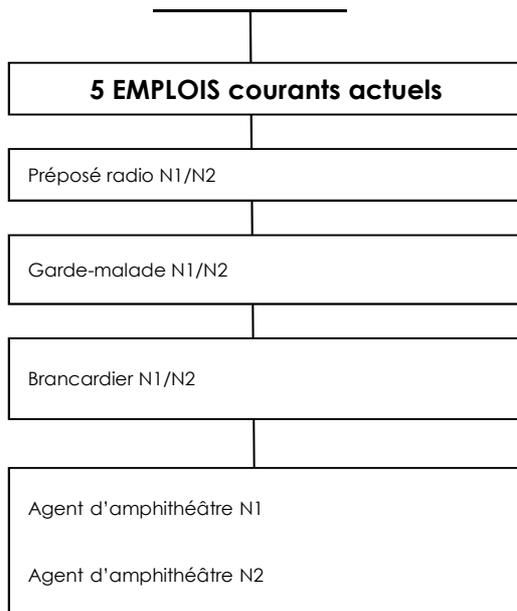 5 EMPLOIS courants actuels
Préposé radio N1/N2
Garde-malade N1/N2
Brancardier N1/N2
Agent d’amphithéâtre N1
Agent d’amphithéâtre N2